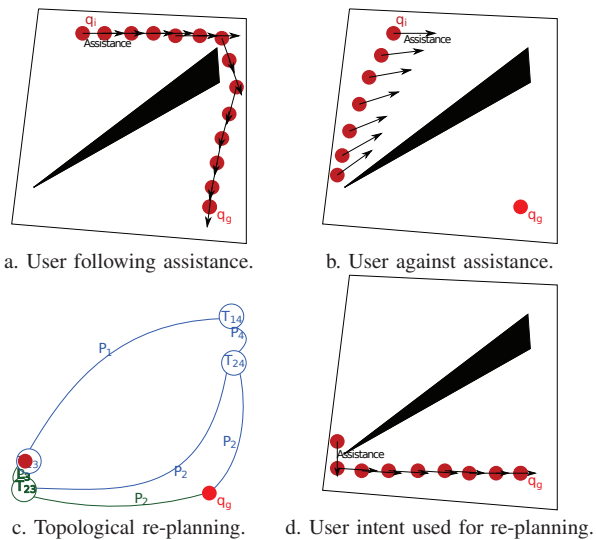 qi
Assistance
qg
a. User following assistance.
qi
Assistance
qg
b. User against assistance.
T14
P4
P1
T24
P2
P2
T23
P2
qg
c. Topological re-planning.
Assistance
qg
d. User intent used for re-planning.